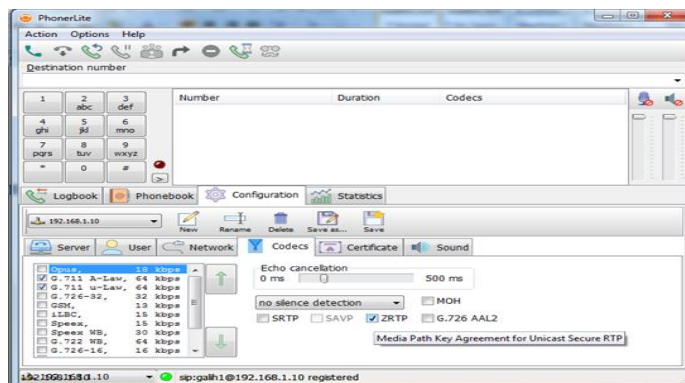 PhonerLite
Action Options Help
Destination number
1 2 abc 3 def
4 ghi 5 jkl 6 mno
7 pqrs 8 tuv 9 wxyz
* 0 #
>
Number Duration Codecs
Logbook Phonebook Configuration Statistics
192.168.1.10 New Rename Delete Save as... Save
Server User Network Codecs Certificate Sound
Opus, 18 kbps
G.711 A-Law, 64 kbps
G.711 u-Law, 64 kbps
G.726-32, 32 kbps
GSM, 13 kbps
iLBC, 15 kbps
Speex, 15 kbps
Speex WB, 30 kbps
G.722 WB, 64 kbps
G.726-16, 16 kbps
Echo cancellation
0 ms 500 ms
no silence detection MOH
SRTP SAVP ZRTP G.726 AAL2
Media Path Key Agreement for Unicast Secure RTP
sip:galih1@192.168.1.10 registered